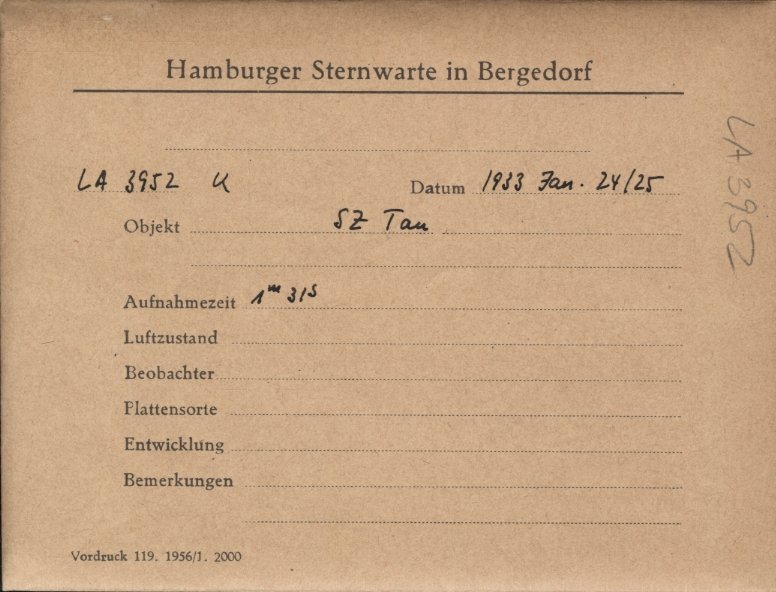 Hamburger Sternwarte in Bergedorf
LA 3952 K
Datum 1933 Jan. 24/25
Objekt SZ Tau
Aufnahmezeit 1ᵐ 31ˢ
Luftzustand
Beobachter
Plattensorte
Entwicklung
Bemerkungen
Vordruck 119. 1956/1. 2000
LA 3952